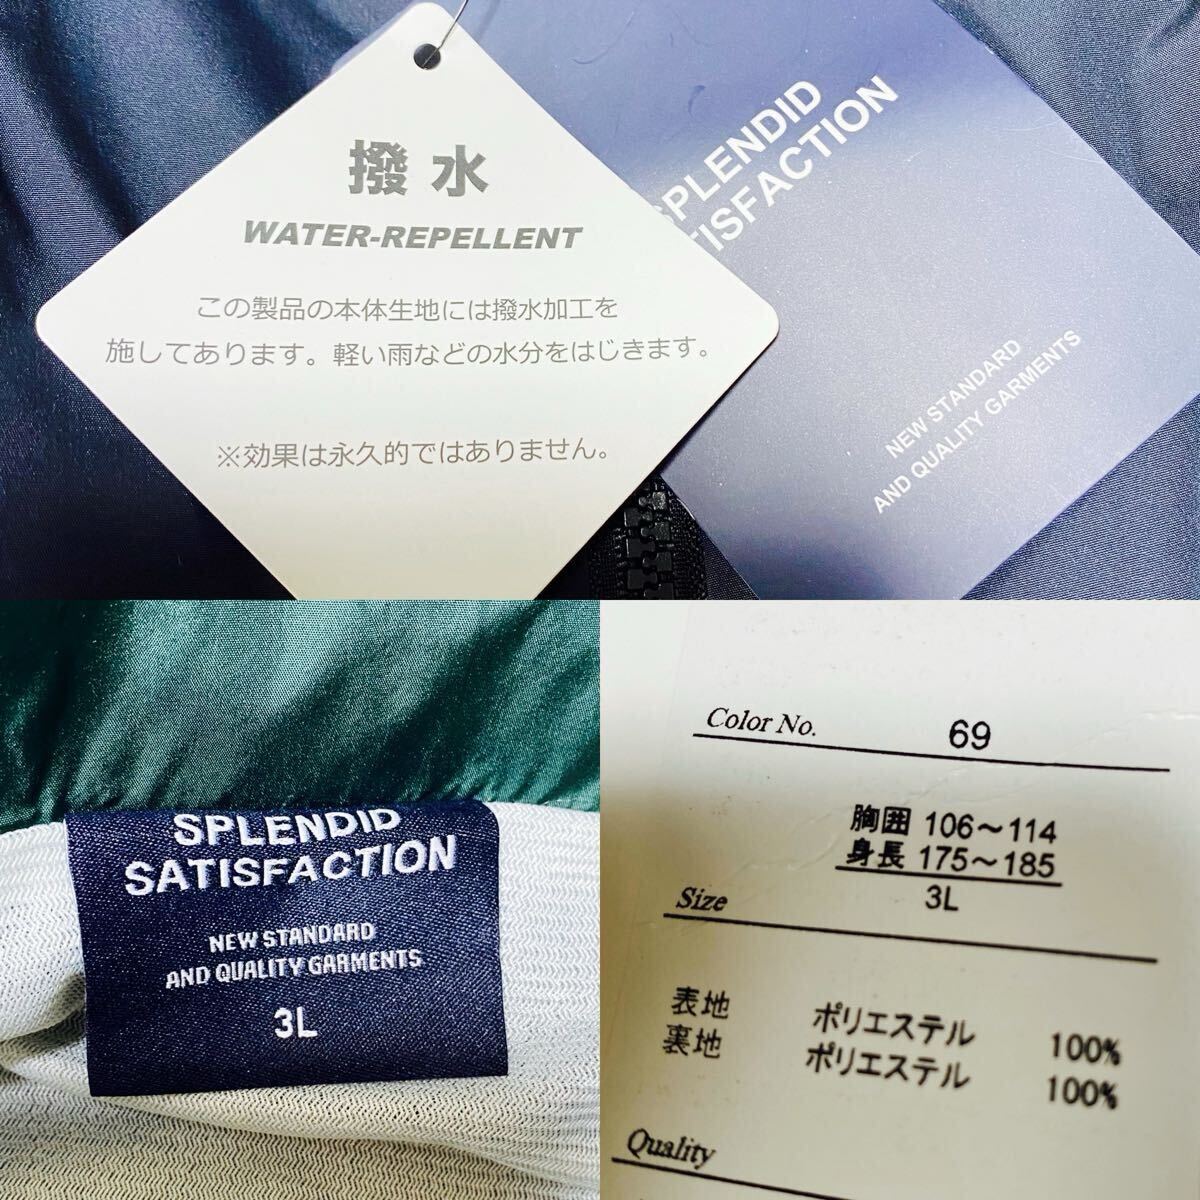 撥水
WATER-REPELLENT
この製品の本体生地には撥水加工を
施してあります。軽い雨などの水分をはじきます。
※効果は永久的ではありません。
SPLENDID
SATISFACTION
NEW STANDARD
AND QUALITY GARMENTS
SPLENDID
SATISFACTION
NEW STANDARD
AND QUALITY GARMENTS
3L
Color No. 69
胸囲 106～114
身長 175～185
Size 3L
表地 ポリエステル 100%
裏地 ポリエステル 100%
Quality